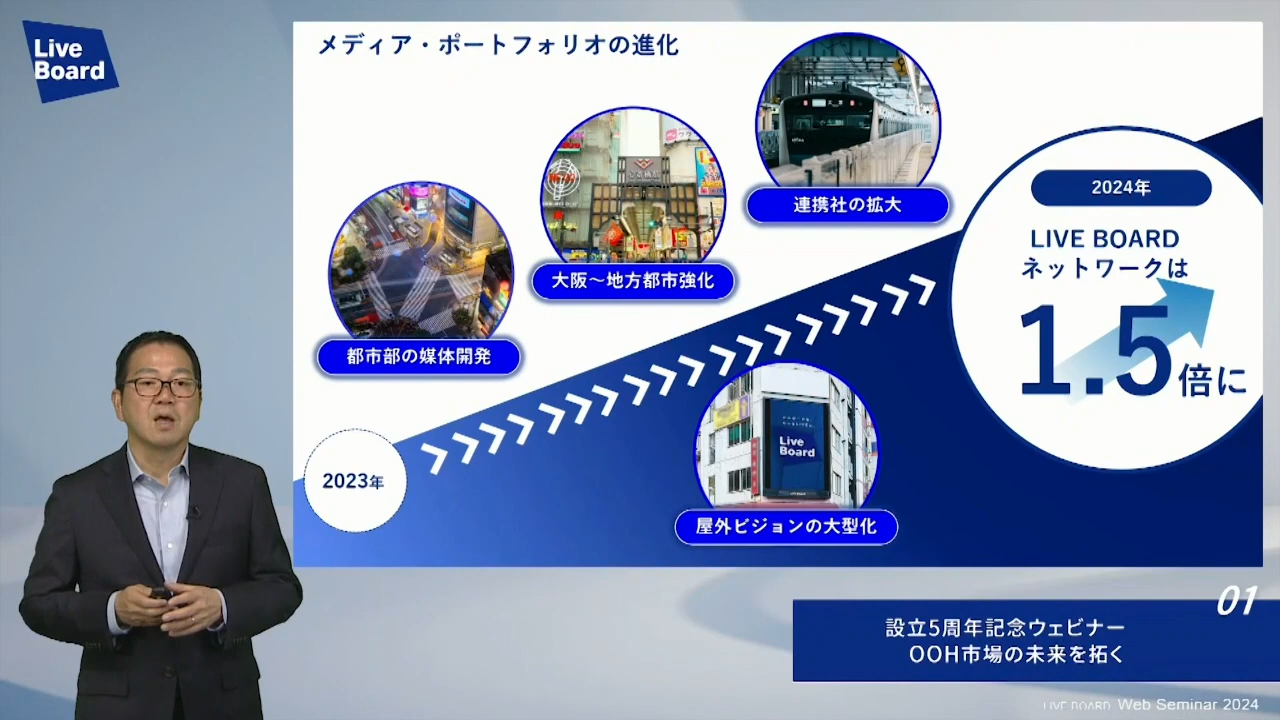 Live
Board
メディア・ポートフォリオの進化
連携社の拡大
2024年
LIVE BOARD
ネットワークは
1.5倍に
大阪～地方都市強化
都市部の媒体開発
2023年
Live
Board
屋外ビジョンの大型化
01
設立5周年記念ウェビナー
OOH市場の未来を拓く
LIVE BOARD Web Seminar 2024